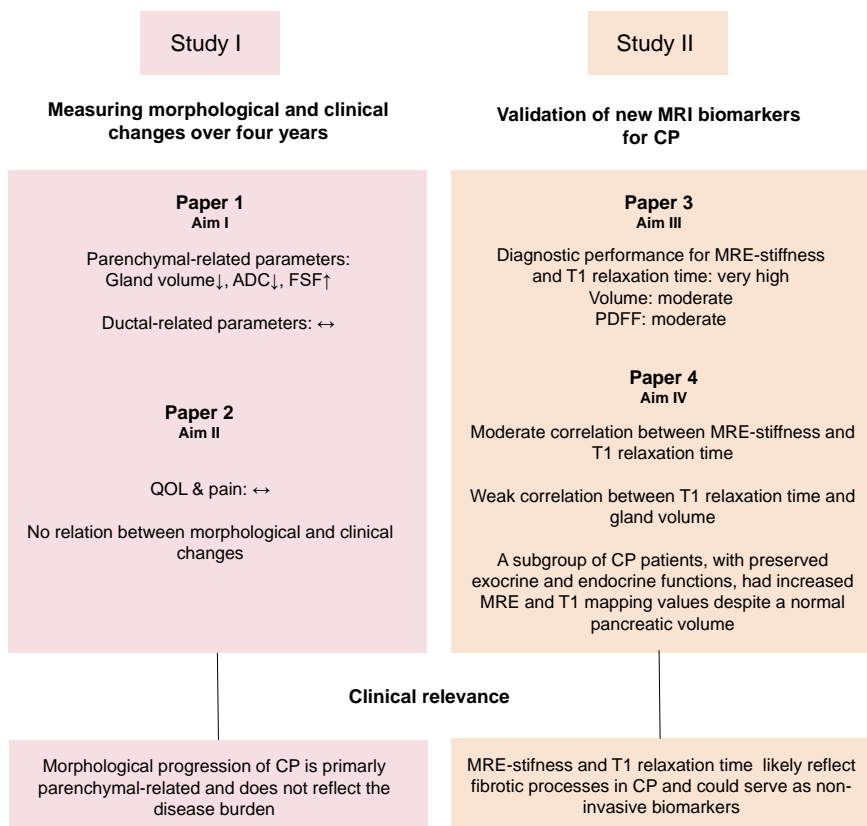 Study I
Measuring morphological and clinical
changes over four years
Paper 1
Aim I
Parenchymal-related parameters:
Gland volume↓, ADC↓, FSF↑
Ductal-related parameters: ↔
Paper 2
Aim II
QOL & pain: ↔
No relation between morphological and clinical
changes
Study II
Validation of new MRI biomarkers
for CP
Paper 3
Aim III
Diagnostic performance for MRE-stiffness
and T1 relaxation time: very high
Volume: moderate
PDFF: moderate
Paper 4
Aim IV
Moderate correlation between MRE-stiffness and
T1 relaxation time
Weak correlation between T1 relaxation time and
gland volume
A subgroup of CP patients, with preserved
exocrine and endocrine functions, had increased
MRE and T1 mapping values despite a normal
pancreatic volume
Clinical relevance
Morphological progression of CP is primarly
parenchymal-related and does not reflect the
disease burden
MRE-stifness and T1 relaxation time  likely reflect
fibrotic processes in CP and could serve as non-
invasive biomarkers